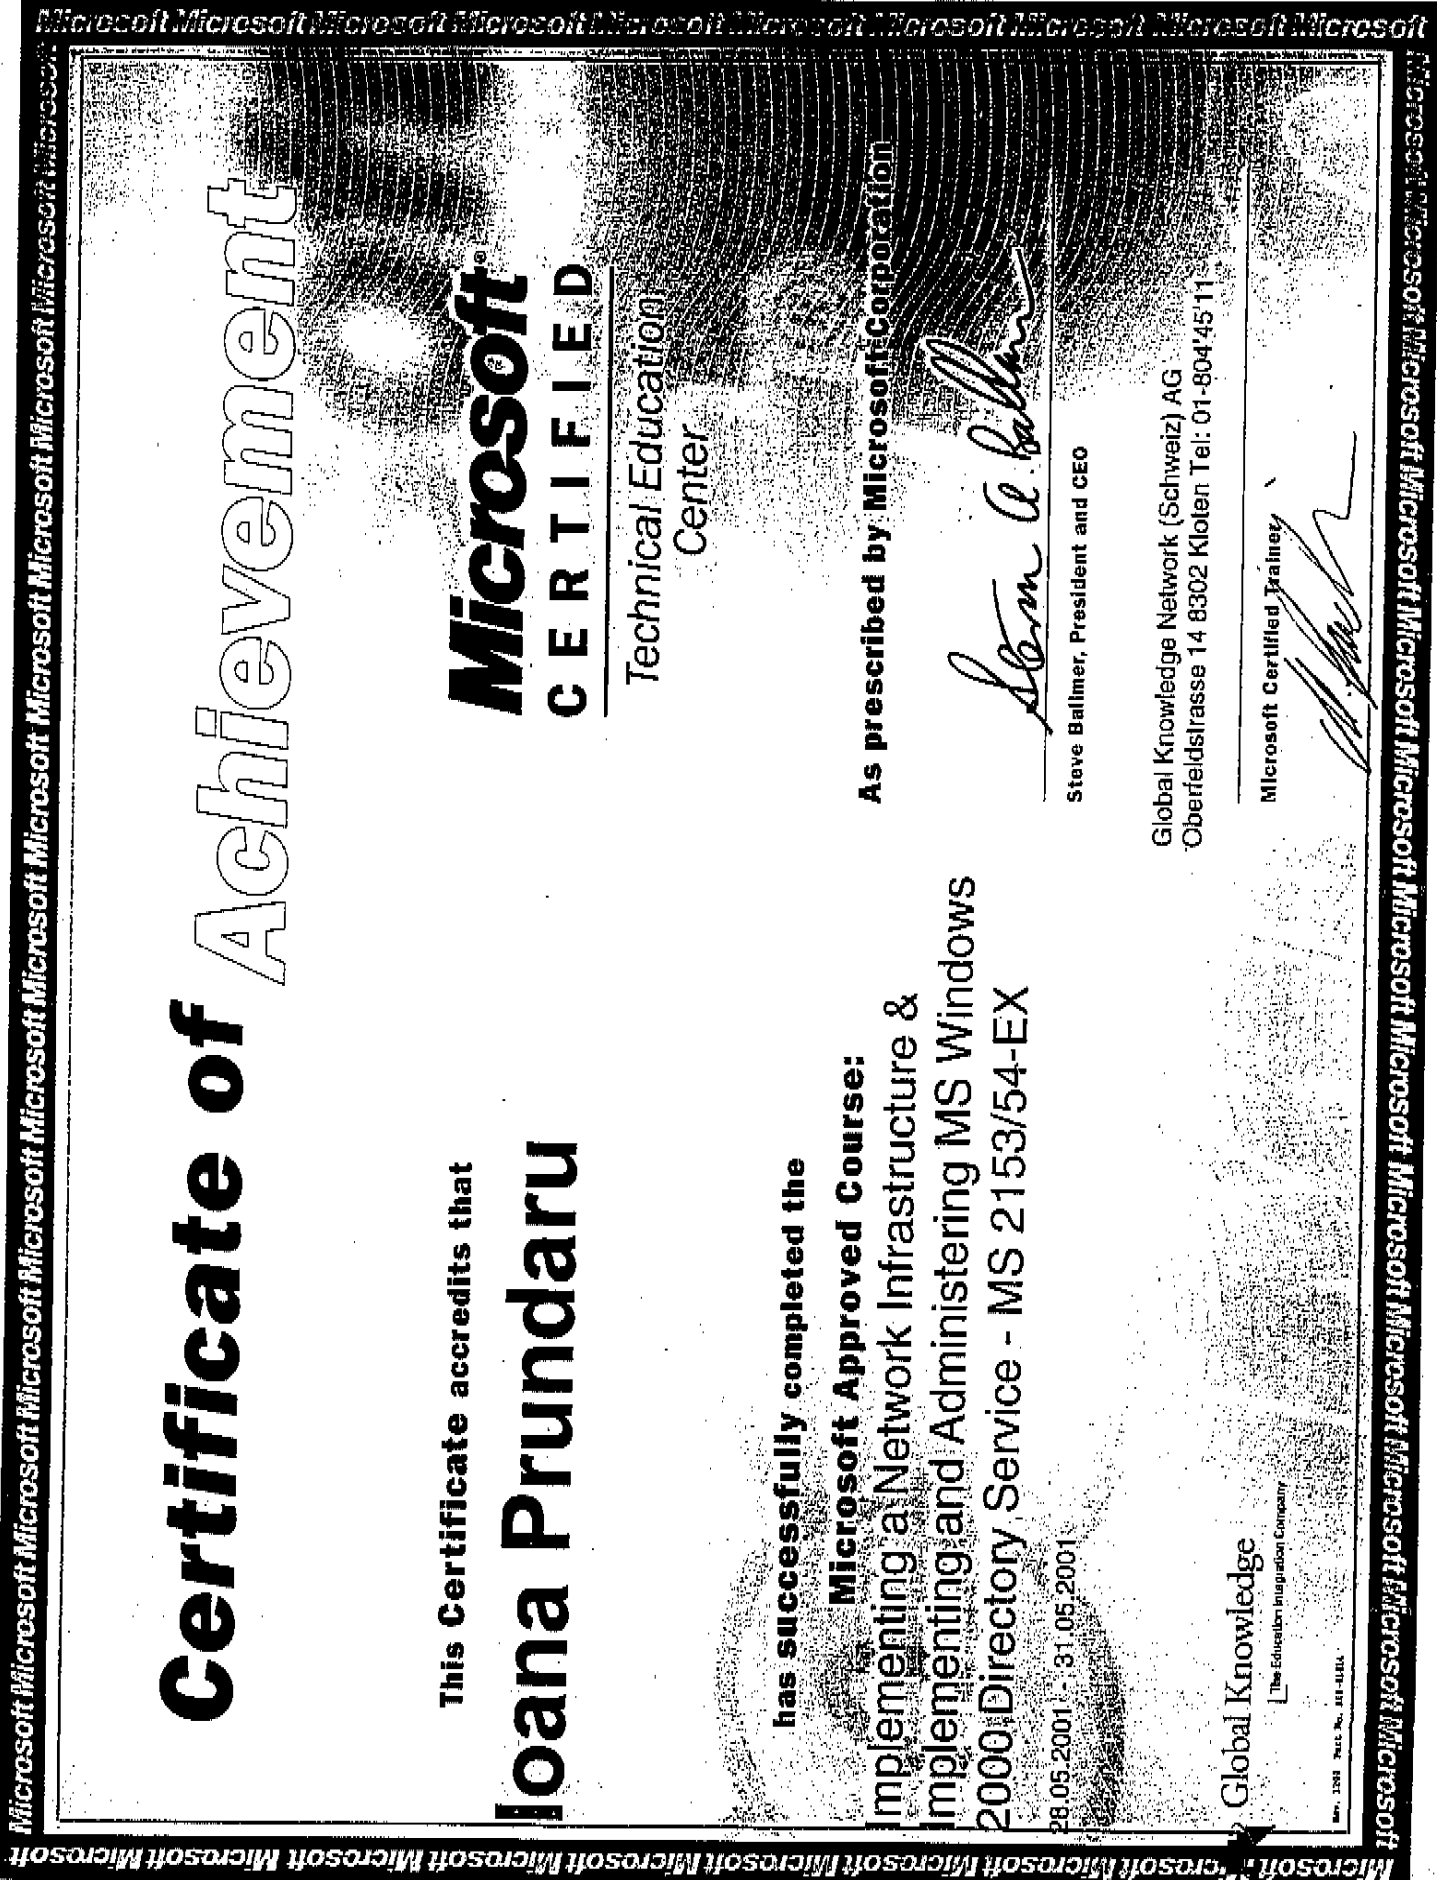 Certificate of Achievement
This Certificate accredits that
Ioana Prundaru
Microsoft®
CERTIFIED
Technical Education
Center
has successfully completed the
Microsoft Approved Course:
Implementing a Network Infrastructure &
Implementing and Administering MS Windows
2000 Directory Service - MS 2153/54-EX
28.05.2001 - 31.05.2001
As prescribed by Microsoft Corporation
Steve Ballmer, President and CEO
Global Knowledge Network (Schweiz) AG
Oberfeldstrasse 14 8302 Kloten Tel: 01-804'4511
Microsoft Certified Trainer
Global Knowledge
The Education Integration Company
Microsoft Microsoft Microsoft Microsoft Microsoft Microsoft Microsoft Microsoft Microsoft Microsoft